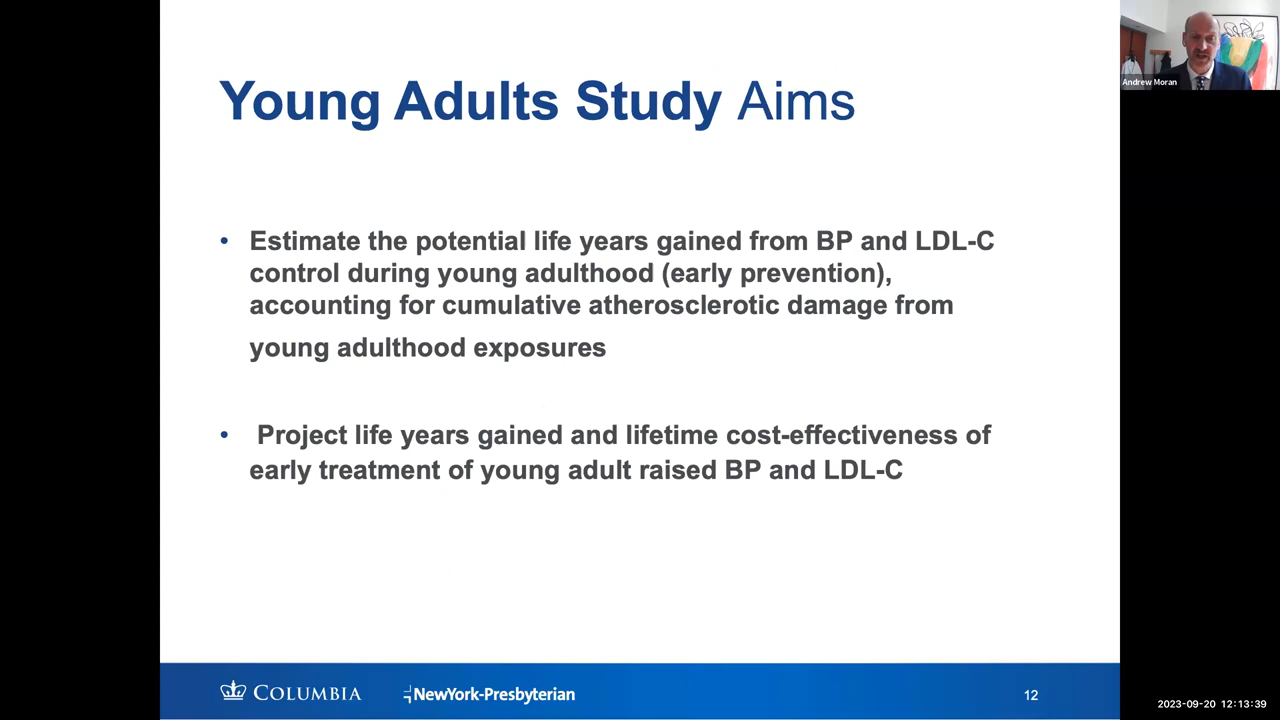 Young Adults Study Aims
Andrew Moran
• Estimate the potential life years gained from BP and LDL-C
control during young adulthood (early prevention),
accounting for cumulative atherosclerotic damage from
young adulthood exposures
• Project life years gained and lifetime cost-effectiveness of
early treatment of young adult raised BP and LDL-C
COLUMBIA
NewYork-Presbyterian
12
2023-09-20 12:13:39